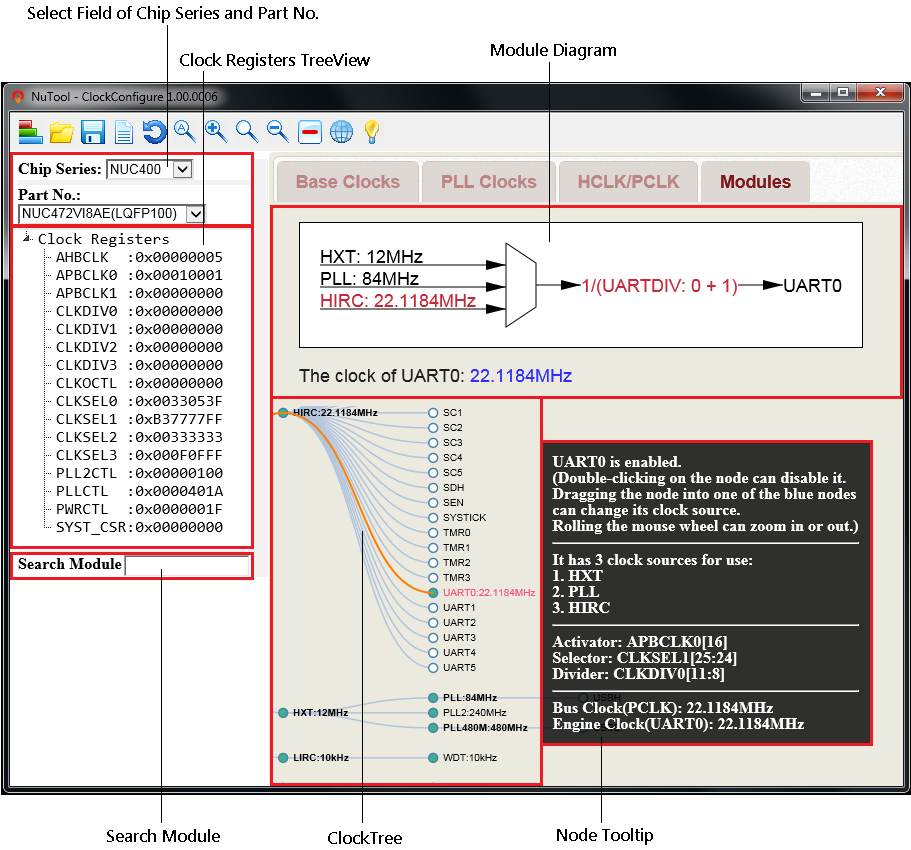 Select Field of Chip Series and Part No.
Clock Registers TreeView
Module Diagram
NuTool - ClockConfigure 1.00.0006
Chip Series: NUC400
Part No.:
NUC472VI8AE(LQFP100)
Clock Registers
AHBCLK :0x00000005
APBCLK0 :0x00010001
APBCLK1 :0x00000000
CLKDIV0 :0x00000000
CLKDIV1 :0x00000000
CLKDIV2 :0x00000000
CLKDIV3 :0x00000000
CLKOCTL :0x00000000
CLKSEL0 :0x0033053F
CLKSEL1 :0xB37777FF
CLKSEL2 :0x00333333
CLKSEL3 :0x000F0FFF
PLL2CTL :0x00000100
PLLCTL :0x0000401A
PWRCTL :0x0000001F
SYST_CSR:0x00000000
Search Module
Base Clocks
PLL Clocks
HCLK/PCLK
Modules
HXT: 12MHz
PLL: 84MHz
HIRC: 22.1184MHz
1/(UARTDIV: 0 + 1)
UART0
The clock of UART0: 22.1184MHz
HIRC:22.1184MHz
SC1
SC2
SC3
SC4
SC5
SDH
SEN
SYSTICK
TMR0
TMR1
TMR2
TMR3
UART0:22.1184MHz
UART1
UART2
UART3
UART4
UART5
HXT:12MHz
PLL:84MHz
PLL2:240MHz
PLL480M:480MHz
USBH
LIRC:10kHz
WDT:10kHz
UART0 is enabled.
(Double-clicking on the node can disable it.
Dragging the node into one of the blue nodes
can change its clock source.
Rolling the mouse wheel can zoom in or out.)
It has 3 clock sources for use:
1. HXT
2. PLL
3. HIRC
Activator: APBCLK0[16]
Selector: CLKSEL1[25:24]
Divider: CLKDIV0[11:8]
Bus Clock(PCLK): 22.1184MHz
Engine Clock(UART0): 22.1184MHz
Search Module
ClockTree
Node Tooltip